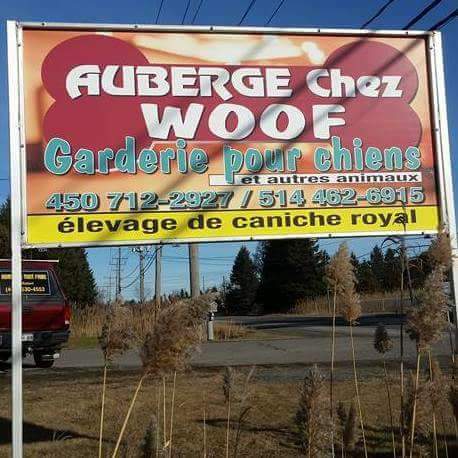 AUBERGE Chez
WOOF
Garderie pour chiens
et autres animaux
450 712-2927 / 514 462-6915
élevage de caniche royal